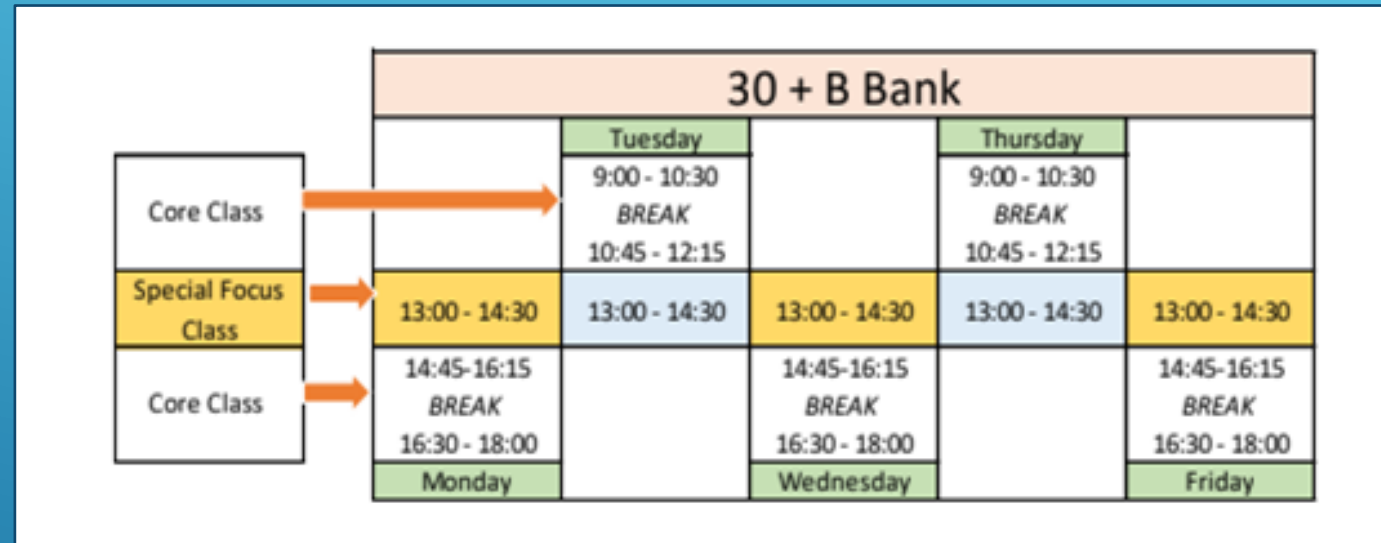 30 + B Bank
Tuesday Thursday
Core Class
9:00 - 10:30 9:00 - 10:30
BREAK BREAK
10:45 - 12:15 10:45 - 12:15
Special Focus
Class
13:00 - 14:30 13:00 - 14:30 13:00 - 14:30 13:00 - 14:30 13:00 - 14:30
Core Class
14:45-16:15 14:45-16:15 14:45-16:15
BREAK BREAK BREAK
16:30 - 18:00 16:30 - 18:00 16:30 - 18:00
Monday Wednesday Friday